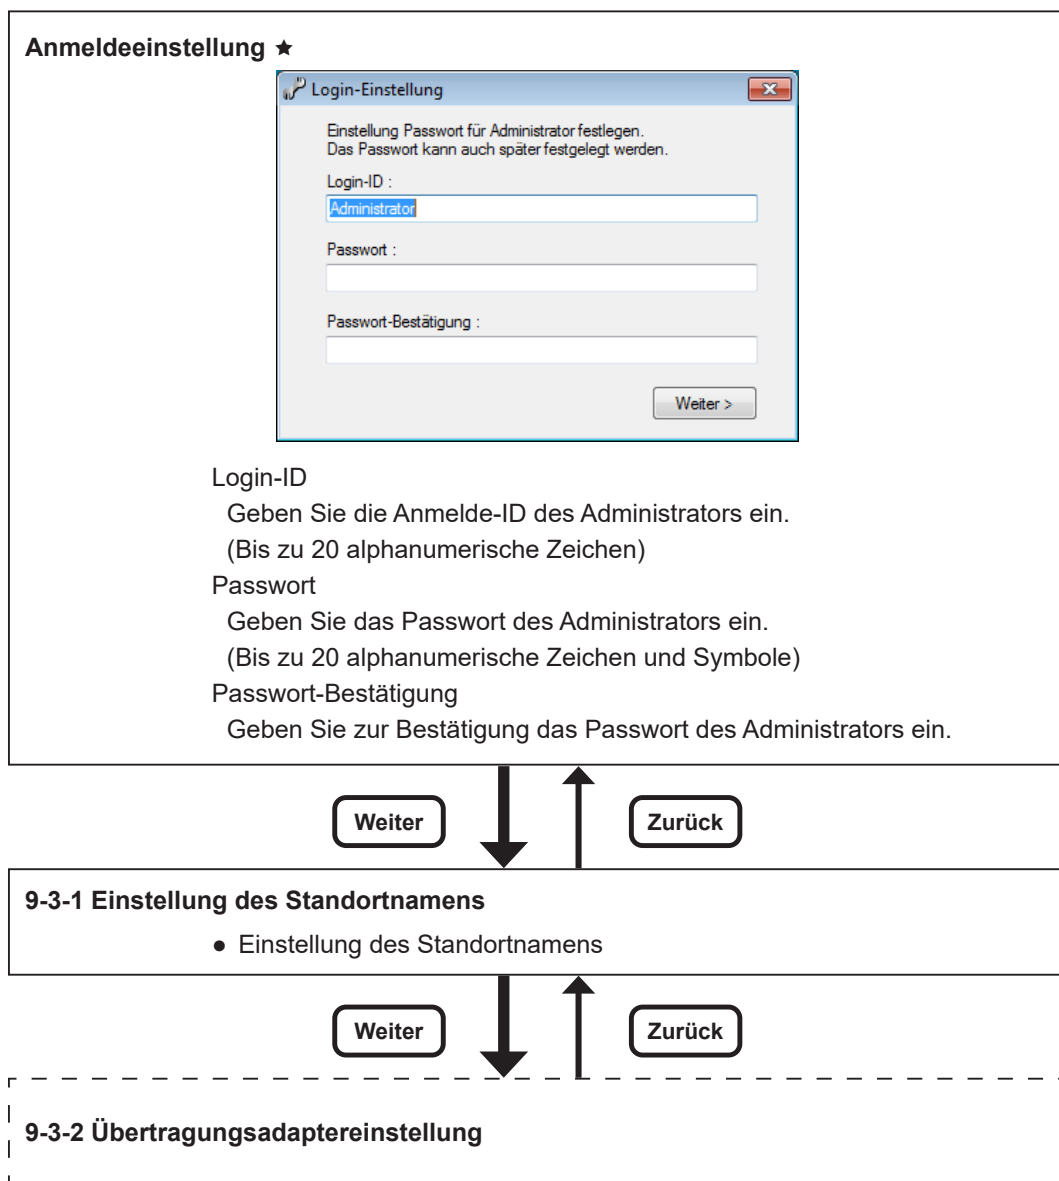 Anmeldeeinstellung ★
Login-Einstellung
Einstellung Passwort für Administrator festlegen.
Das Passwort kann auch später festgelegt werden.
Login-ID :
Administrator
Passwort :
Passwort-Bestätigung :
Weiter >
Login-ID
Geben Sie die Anmelde-ID des Administrators ein.
(Bis zu 20 alphanumerische Zeichen)
Passwort
Geben Sie das Passwort des Administrators ein.
(Bis zu 20 alphanumerische Zeichen und Symbole)
Passwort-Bestätigung
Geben Sie zur Bestätigung das Passwort des Administrators ein.
Weiter Zurück
9-3-1 Einstellung des Standortnamens
● Einstellung des Standortnamens
Weiter Zurück
9-3-2 Übertragungsadaptereinstellung